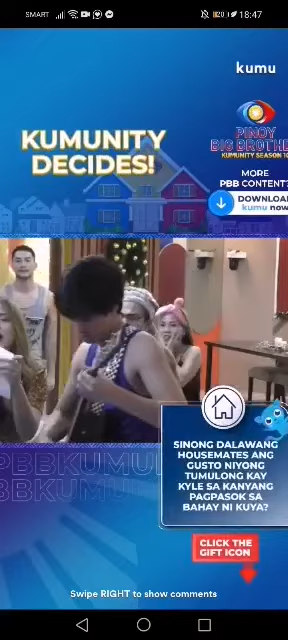 SMART 20 18:47
kumu
KUMUNITY
DECIDES!
PINOY
BIG BROTHER
KUMUNITY SEASON 10
MORE
PBB CONTENT?
DOWNLOAD
kumu now
PBBKUMU
BBKUMU
SINONG DALAWANG
HOUSEMATES ANG
GUSTO NIYONG
TUMULONG KAY
KYLE SA KANYANG
PAGPASOK SA
BAHAY NI KUYA?
CLICK THE
GIFT ICON
Swipe RIGHT to show comments